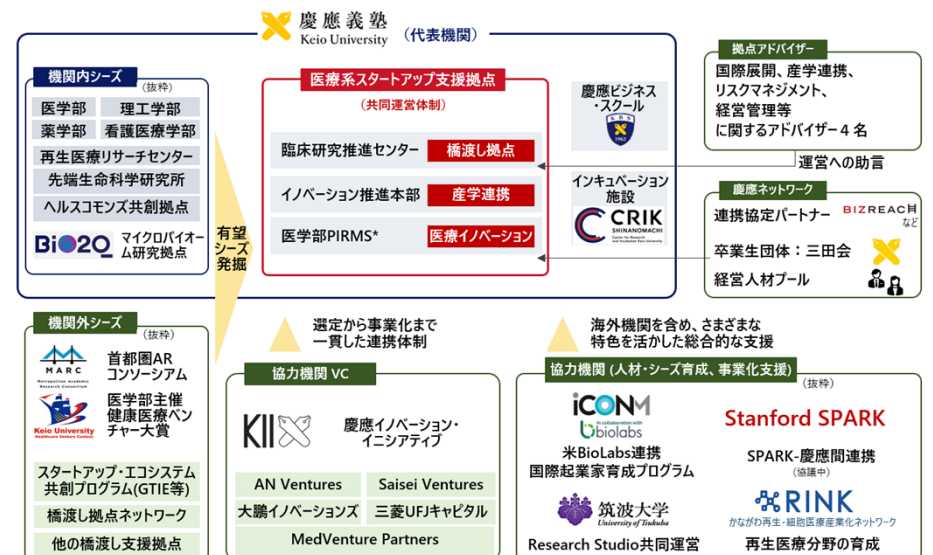 慶應義塾
Keio University
(代表機関)
機関内シーズ
(抜粋)
医学部
理工学部
薬学部
看護医療学部
再生医療リサーチセンター
先端生命科学研究所
ヘルスコモンズ共創拠点
Bio2Q
マイクロバイオー
ム研究拠点
有望
シーズ
発掘
医療系スタートアップ支援拠点
(共同運営体制)
臨床研究推進センター
橋渡し拠点
イノベーション推進本部
産学連携
医学部PIRMS*
医療イノベーション
慶應ビジネス
・スクール
KBS
1962
インキュベーション
施設
CRIK
SHINANOMACHI
Center for Research
and Incubation Keio University
拠点アドバイザー
国際展開、産学連携、
リスクマネジメント、
経営管理等
に関するアドバイザー4名
運営への助言
慶應ネットワーク
連携協定パートナー
BIZREACH
など
卒業生団体：三田会
経営人材プール
機関外シーズ
(抜粋)
MARC
Metropolitan Academic
Research Consortium
首都圏AR
コンソーシアム
Keio University
Healthcare Venture Contest
医学部主催
健康医療ベン
チャー大賞
スタートアップ・エコシステム
共創プログラム(GTIE等)
橋渡し拠点ネットワーク
他の橋渡し支援拠点
選定から事業化まで
一貫した連携体制
協力機関 VC
KII
慶應イノベーション・
イニシアティブ
AN Ventures
Saisei Ventures
大鵬イノベーションズ
三菱UFJキャピタル
MedVenture Partners
海外機関を含め、さまざまな
特色を活かした総合的な支援
協力機関 (人材・シーズ育成、事業化支援)
(抜粋)
iCONM
in collaboration with
biolabs
米BioLabs連携
国際起業家育成プログラム
筑波大学
University of Tsukuba
Research Studio共同運営
Stanford SPARK
SPARK-慶應間連携
(協議中)
RINK
かながわ再生・細胞医療産業化ネットワーク
再生医療分野の育成